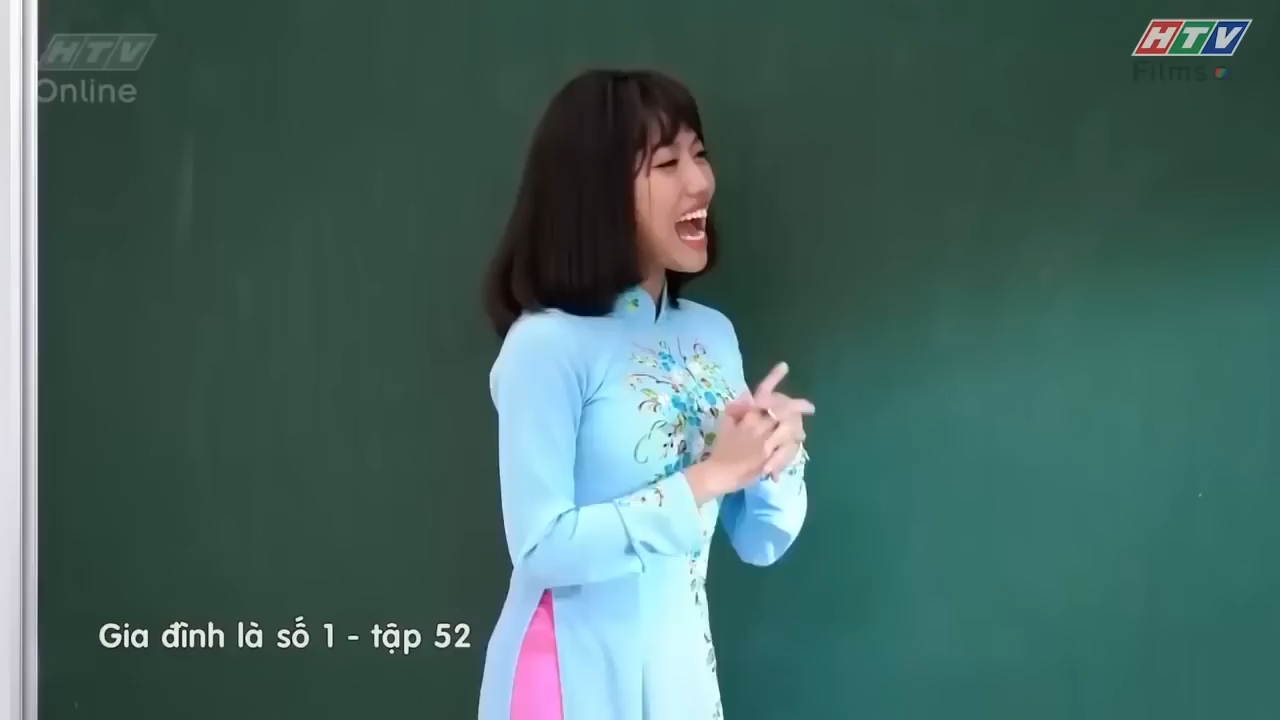 HTV
Online
HTV
Films
Gia đình là số 1 - tập 52